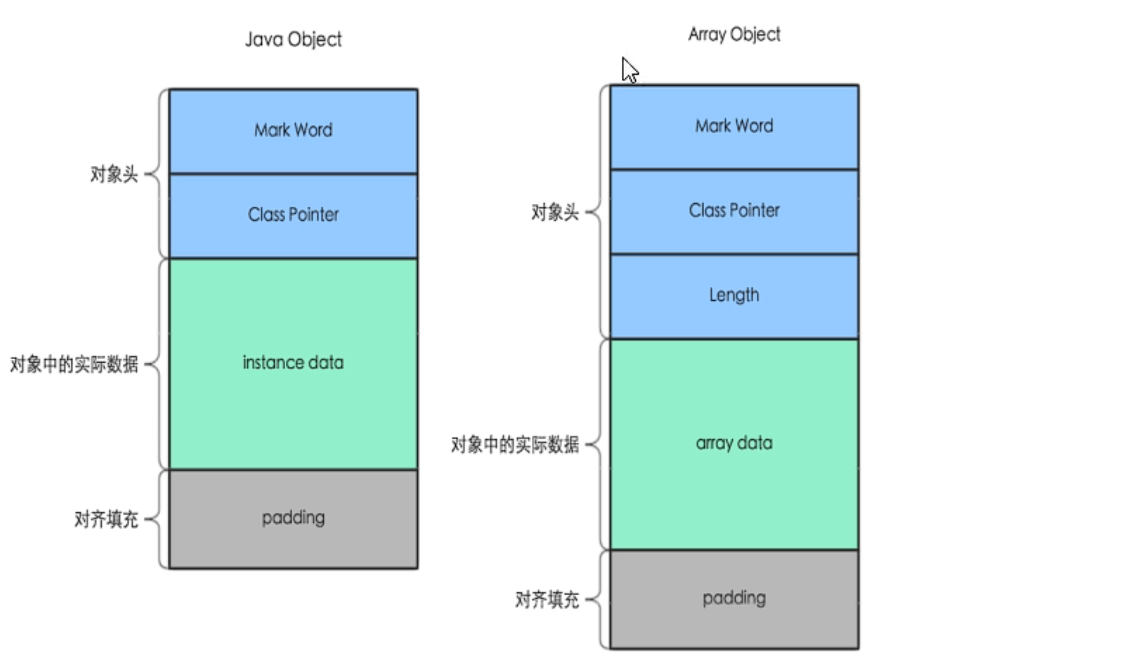 Java Object
Mark Word
对象头
Class Pointer
对象中的实际数据
instance data
对齐填充
padding
Array Object
Mark Word
对象头
Class Pointer
Length
对象中的实际数据
array data
对齐填充
padding